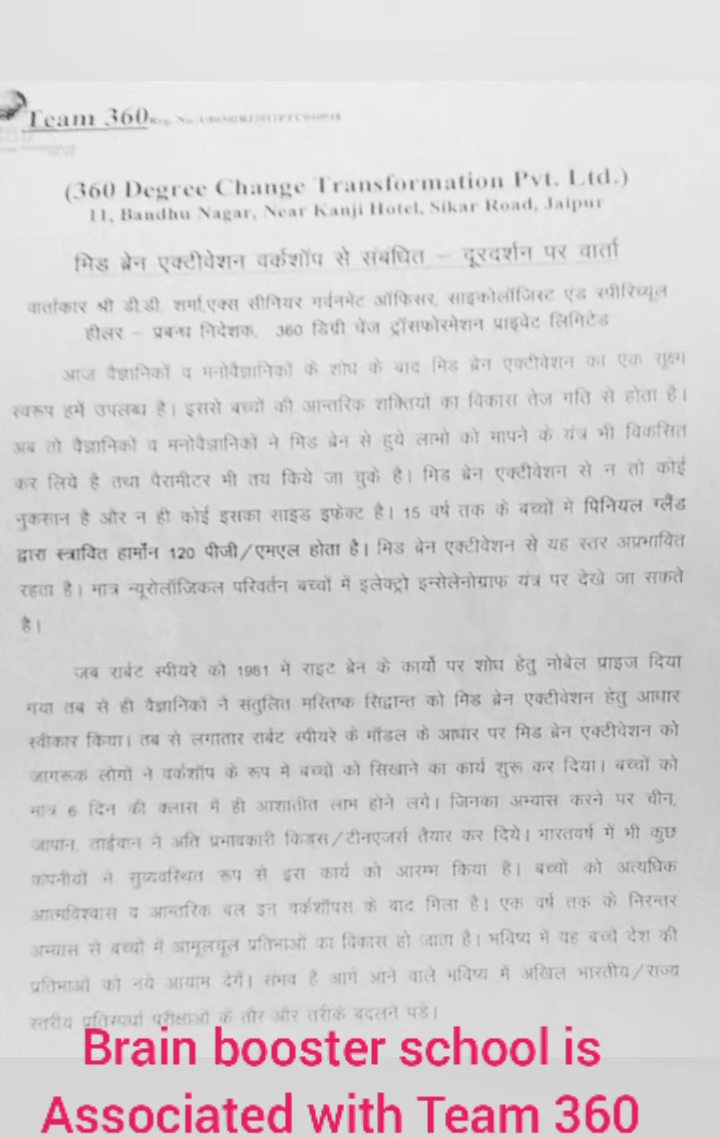 Team 360
(360 Degree Change Transformation Pvt. Ltd.)
11, Bandhu Nagar, Near Kanji Hotel, Sikar Road, Jaipur
मिड ब्रेन एक्टीवेशन वर्कशॉप से संबंधित – दूरदर्शन पर वार्ता
वार्ताकार श्री डी.डी. शर्मा,एक्स सीनियर गर्वनमेंट ऑफिसर, साइकोलॉजिस्ट एंड स्पीरिच्यूल
हीलर – प्रबन्ध निदेशक, 360 डिग्री चेंज ट्रॉसफोरमेशन प्राइवेट लिमिटेड
आज वैज्ञानिकों व मनोवैज्ञानिकों के शोध के बाद मिड ब्रेन एक्टीवेशन का एक सूक्ष्म
स्वरूप हमें उपलब्ध है। इससे बच्चों की आन्तरिक शक्तियों का विकास तेज गति से होता है।
अब तो वैज्ञानिकों व मनोवैज्ञानिकों ने मिड ब्रेन से हुये लाभो को मापने के यंत्र भी विकसित
कर लिये है तथा पैरामीटर भी तय किये जा चुके है। मिड ब्रेन एक्टीवेशन से न तो कोई
नुकसान है और न ही कोई इसका साइड इफेक्ट है। 15 वर्ष तक के बच्चों में पिनियल ग्लैंड
द्वारा स्त्रावित हार्मोन 120 पीजी/एमएल होता है। मिड ब्रेन एक्टीवेशन से यह स्तर अप्रभावित
रहता है। मात्र न्यूरोलॉजिकल परिवर्तन बच्चों में इलेक्ट्रो इन्सेलेनोग्राफ यंत्र पर देखे जा सकते
है।
जब रार्बट स्पीयरे को 1981 में राइट ब्रेन के कार्यो पर शोध हेतु नोबेल प्राइज दिया
गया तब से ही वैज्ञानिकों ने संतुलित मस्तिष्क सिद्वान्त को मिड ब्रेन एक्टीवेशन हेतु आधार
स्वीकार किया। तब से लगातार रार्बट स्पीयरे के मॉडल के आधार पर मिड ब्रेन एक्टीवेशन को
जागरूक लोगों ने वर्कशॉप के रूप में बच्चों को सिखाने का कार्य शुरू कर दिया। बच्चों को
मात्र 6 दिन की क्लास में ही आशातीत लाभ होने लगे। जिनका अभ्यास करने पर चीन,
जापान, ताईवान ने अति प्रभावकारी किड्स/टीनएजर्स तैयार कर दिये। भारतवर्ष में भी कुछ
कंपनीयों ने सुव्यवस्थित रूप से इस कार्य को आरम्भ किया है। बच्चों को अत्यधिक
आत्मविश्वास व आन्तरिक बल इन वर्कशॉपस के बाद मिला है। एक वर्ष तक के निरन्तर
अभ्यास से बच्चों में आमूलचूल प्रतिभाओं का विकास हो जाता है। भविष्य में यह बच्चे देश की
प्रतिभाओं को नये आयाम देगें। संभव है आगे आने वाले भविष्य में अखिल भारतीय/राज्य
स्तरीय प्रतिस्पर्धा परीक्षाओं के तौर और तरीके बदलने पडे।
Brain booster school is
Associated with Team 360